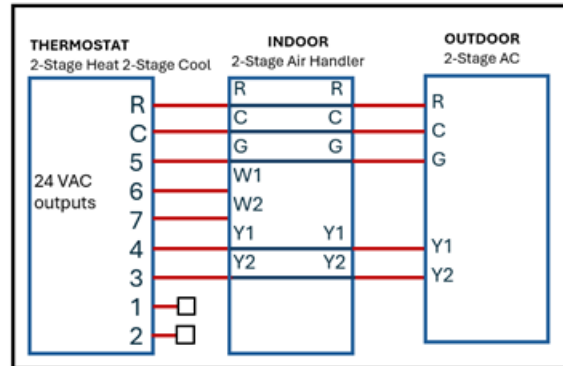 THERMOSTAT
2-Stage Heat 2-Stage Cool
INDOOR
2-Stage Air Handler
OUTDOOR
2-Stage AC
24 VAC
outputs
R
C
5
6
7
4
3
1
2
R R
C C
G G
W1
W2
Y1 Y1
Y2 Y2
R
C
G
Y1
Y2